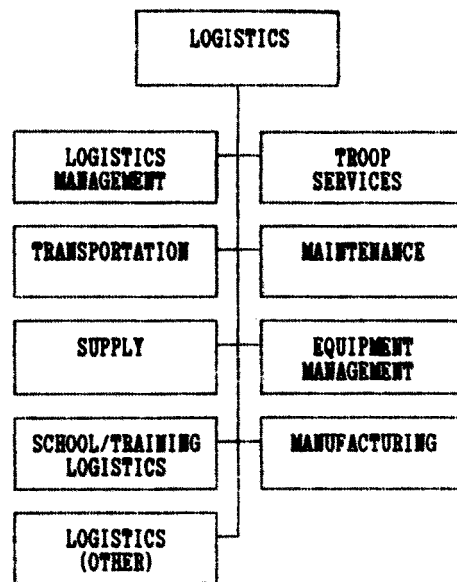 LOGISTICS
LOGISTICS
MANAGEMENT
TROOP
SERVICES
TRANSPORTATION
MAINTENANCE
SUPPLY
EQUIPMENT
MANAGEMENT
SCHOOL/TRAINING
LOGISTICS
MANUFACTURING
LOGISTICS
(OTHER)